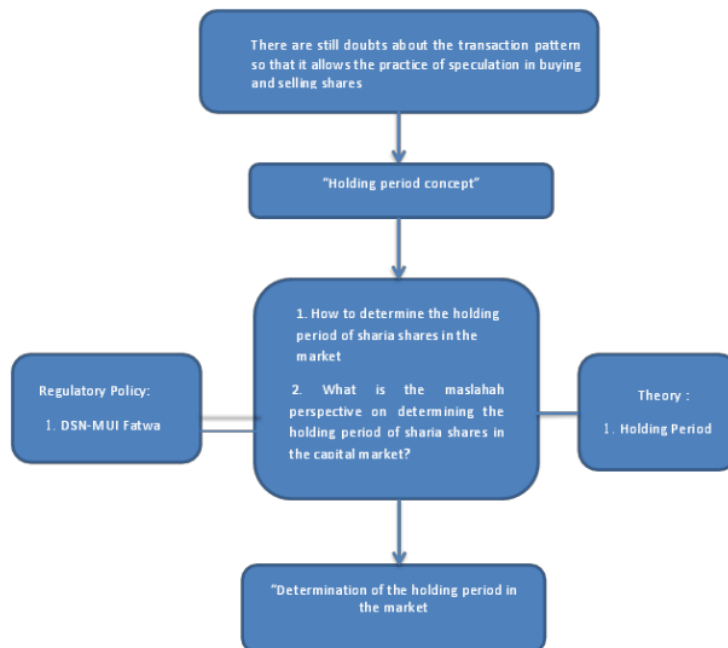 There are still doubts about the transaction pattern
so that it allows the practice of speculation in buying
and selling shares
"Holding period concept"
1. How to determine the holding
period of sharia shares in the
market
2. What is the maslahah
perspective on determining the
holding period of sharia shares in
the capital market?
Regulatory Policy:
1. DSN-MUI Fatwa
Theory :
1. Holding Period
"Determination of the holding period in
the market